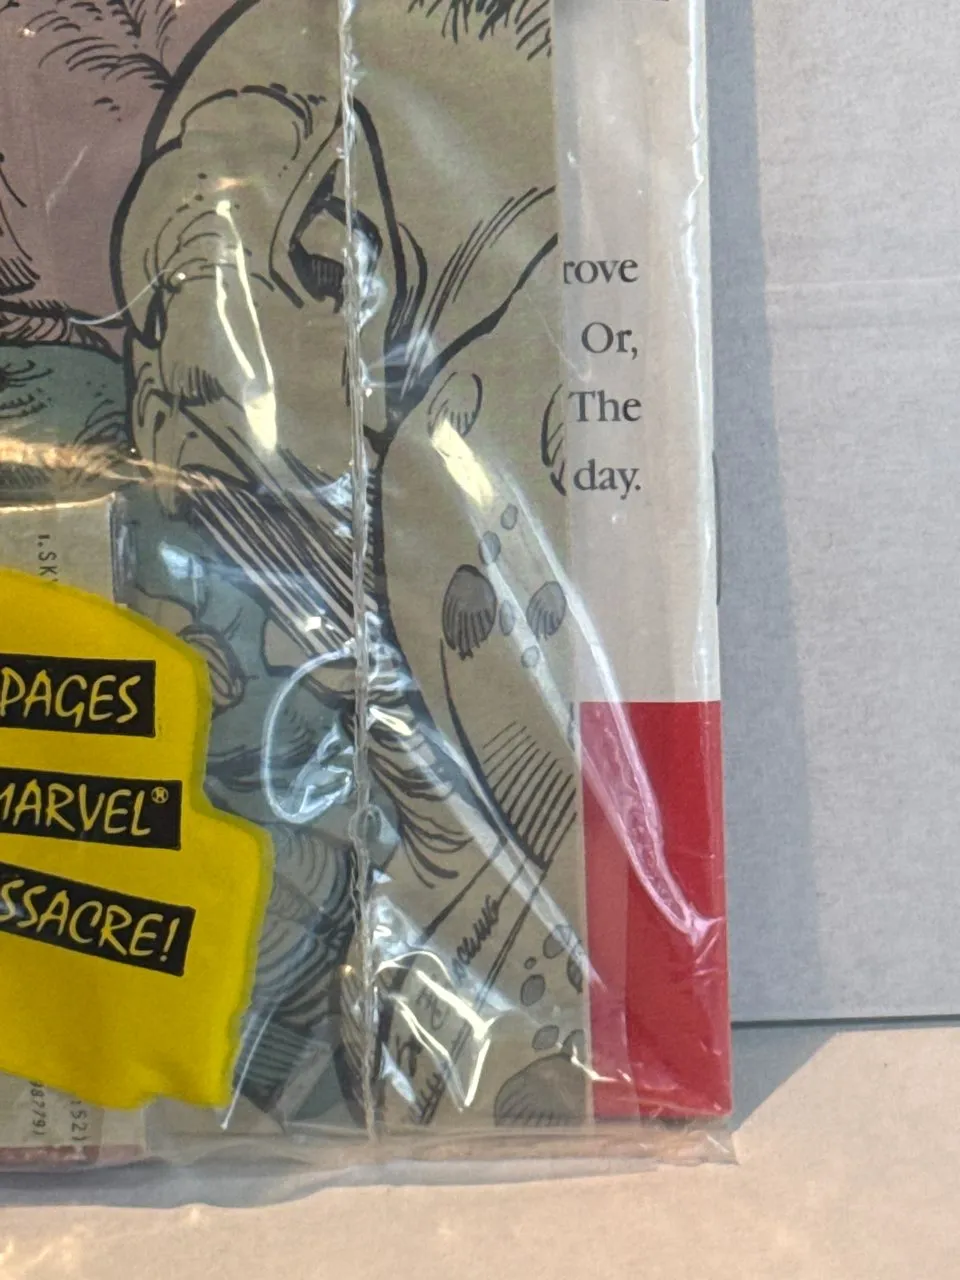 rove
Or,
The
day.
PAGES
MARVEL®
SSACRE!